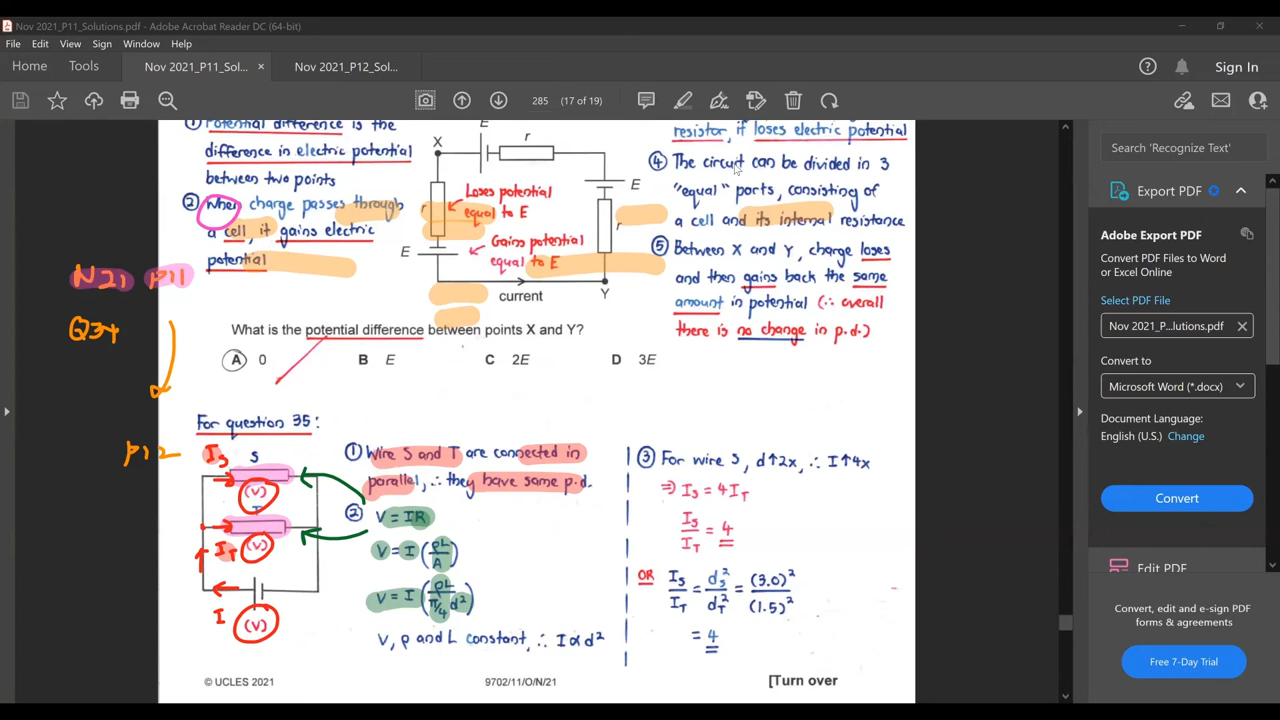 Nov 2021_P11_Solutions.pdf - Adobe Acrobat Reader DC (64-bit)
File Edit View Sign Window Help
Home Tools Nov 2021_P11_Sol... × Nov 2021_P12_Sol...
Sign In
285 (17 of 19)
① Potential difference is the
difference in electric potential
between two points
② When charge passes through
a cell, it gains electric
potential
E
r
X
E
r
Loses potential
equal to E
r
E
Gains potential
equal to E
current
Y
resistor, it loses electric potential
④ The circuit can be divided in 3
"equal" parts, consisting of
a cell and its internal resistance
⑤ Between X and Y, charge loses
and then gains back the same
amount in potential (∴ overall
there is no change in p.d.)
N21 P11
Q34
P12
What is the potential difference between points X and Y?
A 0 B E C 2E D 3E
For question 35:
S
I_S
(V)
T
I_T
(V)
I
(V)
① Wire S and T are connected in
parallel, ∴ they have same p.d.
② V = IR
V = I (ρL/A)
V = I (ρL/π/4 d²)
V, ρ and L constant, ∴ I ∝ d²
③ For wire S, d↑2x, ∴ I↑4x
⇒ I_S = 4I_T
I_S/I_T = 4
OR I_S/I_T = d_S²/d_T² = (3.0)²/(1.5)²
= 4
© UCLES 2021 9702/11/O/N/21 [Turn over
Search 'Recognize Text'
Export PDF
Adobe Export PDF
Convert PDF Files to Word
or Excel Online
Select PDF File
Nov 2021_P...lutions.pdf
Convert to
Microsoft Word (*.docx)
Document Language:
English (U.S.) Change
Convert
Edit PDF
Convert, edit and e-sign PDF
forms & agreements
Free 7-Day Trial